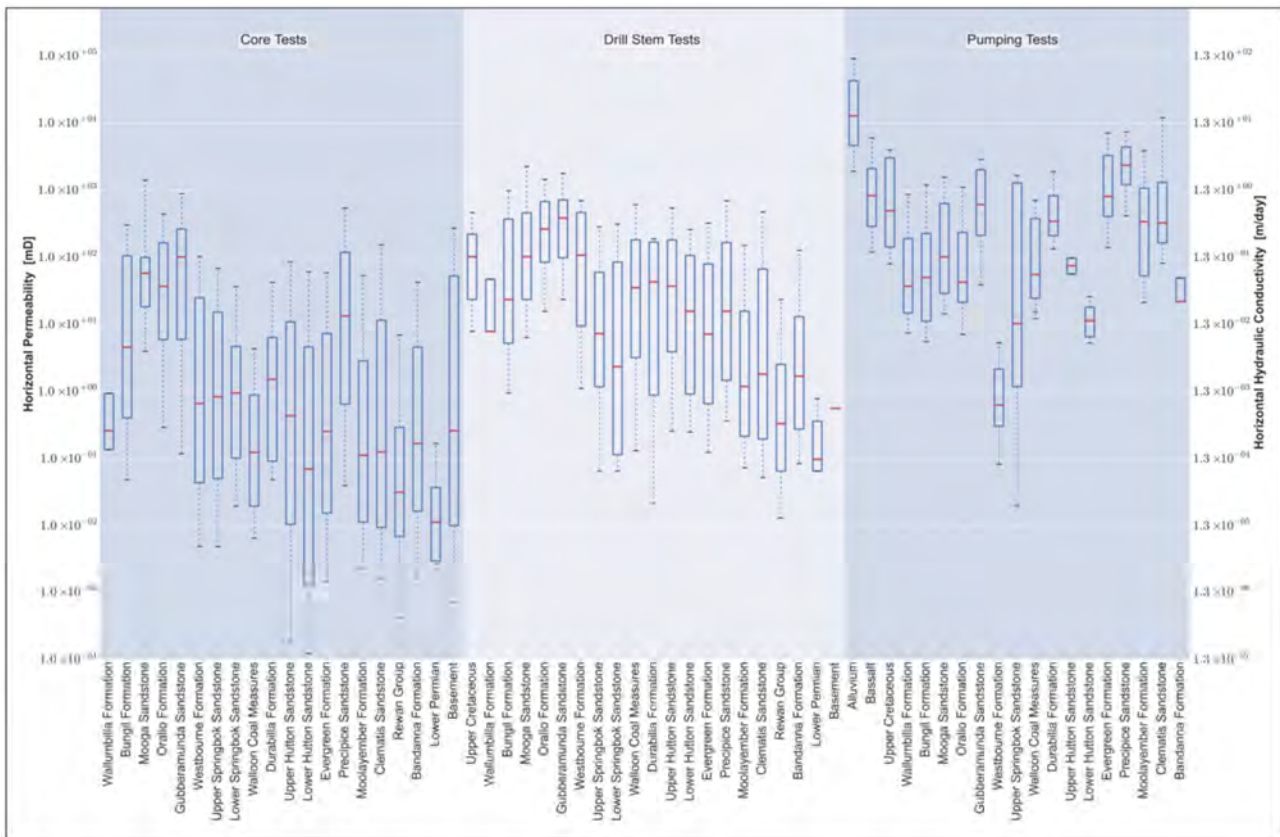 Core Tests
Drill Stem Tests
Pumping Tests
Horizontal Permeability [mD]
1.0×10 +05
1.0×10 +04
1.0×10 +03
1.0×10 +02
1.0×10 +01
1.0×10 +00
1.0×10 −01
1.0×10 −02
1.3×10 +02
1.3×10 +01
1.3×10 +00
1.3×10 −02
1.3×10 −03
1.3×10 −04
1.3×10 −05
1.3×10 −06
Horizontal Hydraulic Conductivity [m/day]
Wallumbilla Formation
Bungil Formation
Mooga Sandstone
Orallo Formation
Gubberamunda Sandstone
Westbourne Formation
Upper Springbok Sandstone
Lower Springbok Sandstone
Walloon Coal Measures
Durabilla Formation
Upper Hutton Sandstone
Lower Hutton Sandstone
Evergreen Formation
Precipice Sandstone
Moolayember Formation
Clematis Sandstone
Rewan Group
Bandanna Formation
Lower Permian
Basement
Upper Cretaceous
Wallumbilla Formation
Bungil Formation
Mooga Sandstone
Orallo Formation
Gubberamunda Sandstone
Westbourne Formation
Upper Springbok Sandstone
Lower Springbok Sandstone
Walloon Coal Measures
Durabilla Formation
Upper Hutton Sandstone
Lower Hutton Sandstone
Evergreen Formation
Precipice Sandstone
Moolayember Formation
Clematis Sandstone
Rewan Group
Bandanna Formation
Lower Permian
Basement
Aluvium
Bassalt
Upper Cretaceous
Wallumbilla Formation
Bungil Formation
Mooga Sandstone
Orallo Formation
Gubberamunda Sandstone
Westbourne Formation
Upper Springbok Sandstone
Walloon Coal Measures
Durabilla Formation
Upper Hutton Sandstone
Lower Hutton Sandstone
Evergreen Formation
Precipice Sandstone
Moolayember Formation
Clematis Sandstone
Bandanna Formation